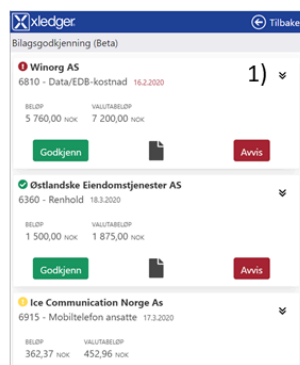 xledger Tilbake
Bilagsgodkjenning (Beta)
Winorg AS
6810 - Data/EDB-kostnad 16.2.2020
1)
BELØP VALUTABELØP
5 760,00 NOK 7 200,00 NOK
Godkjenn Avvis
Østlandske Eiendomstjenester AS
6360 - Renhold 18.3.2020
BELØP VALUTABELØP
1 500,00 NOK 1 875,00 NOK
Godkjenn Avvis
Ice Communication Norge As
6915 - Mobiltelefon ansatte 17.3.2020
BELØP VALUTABELØP
362,37 NOK 452,96 NOK